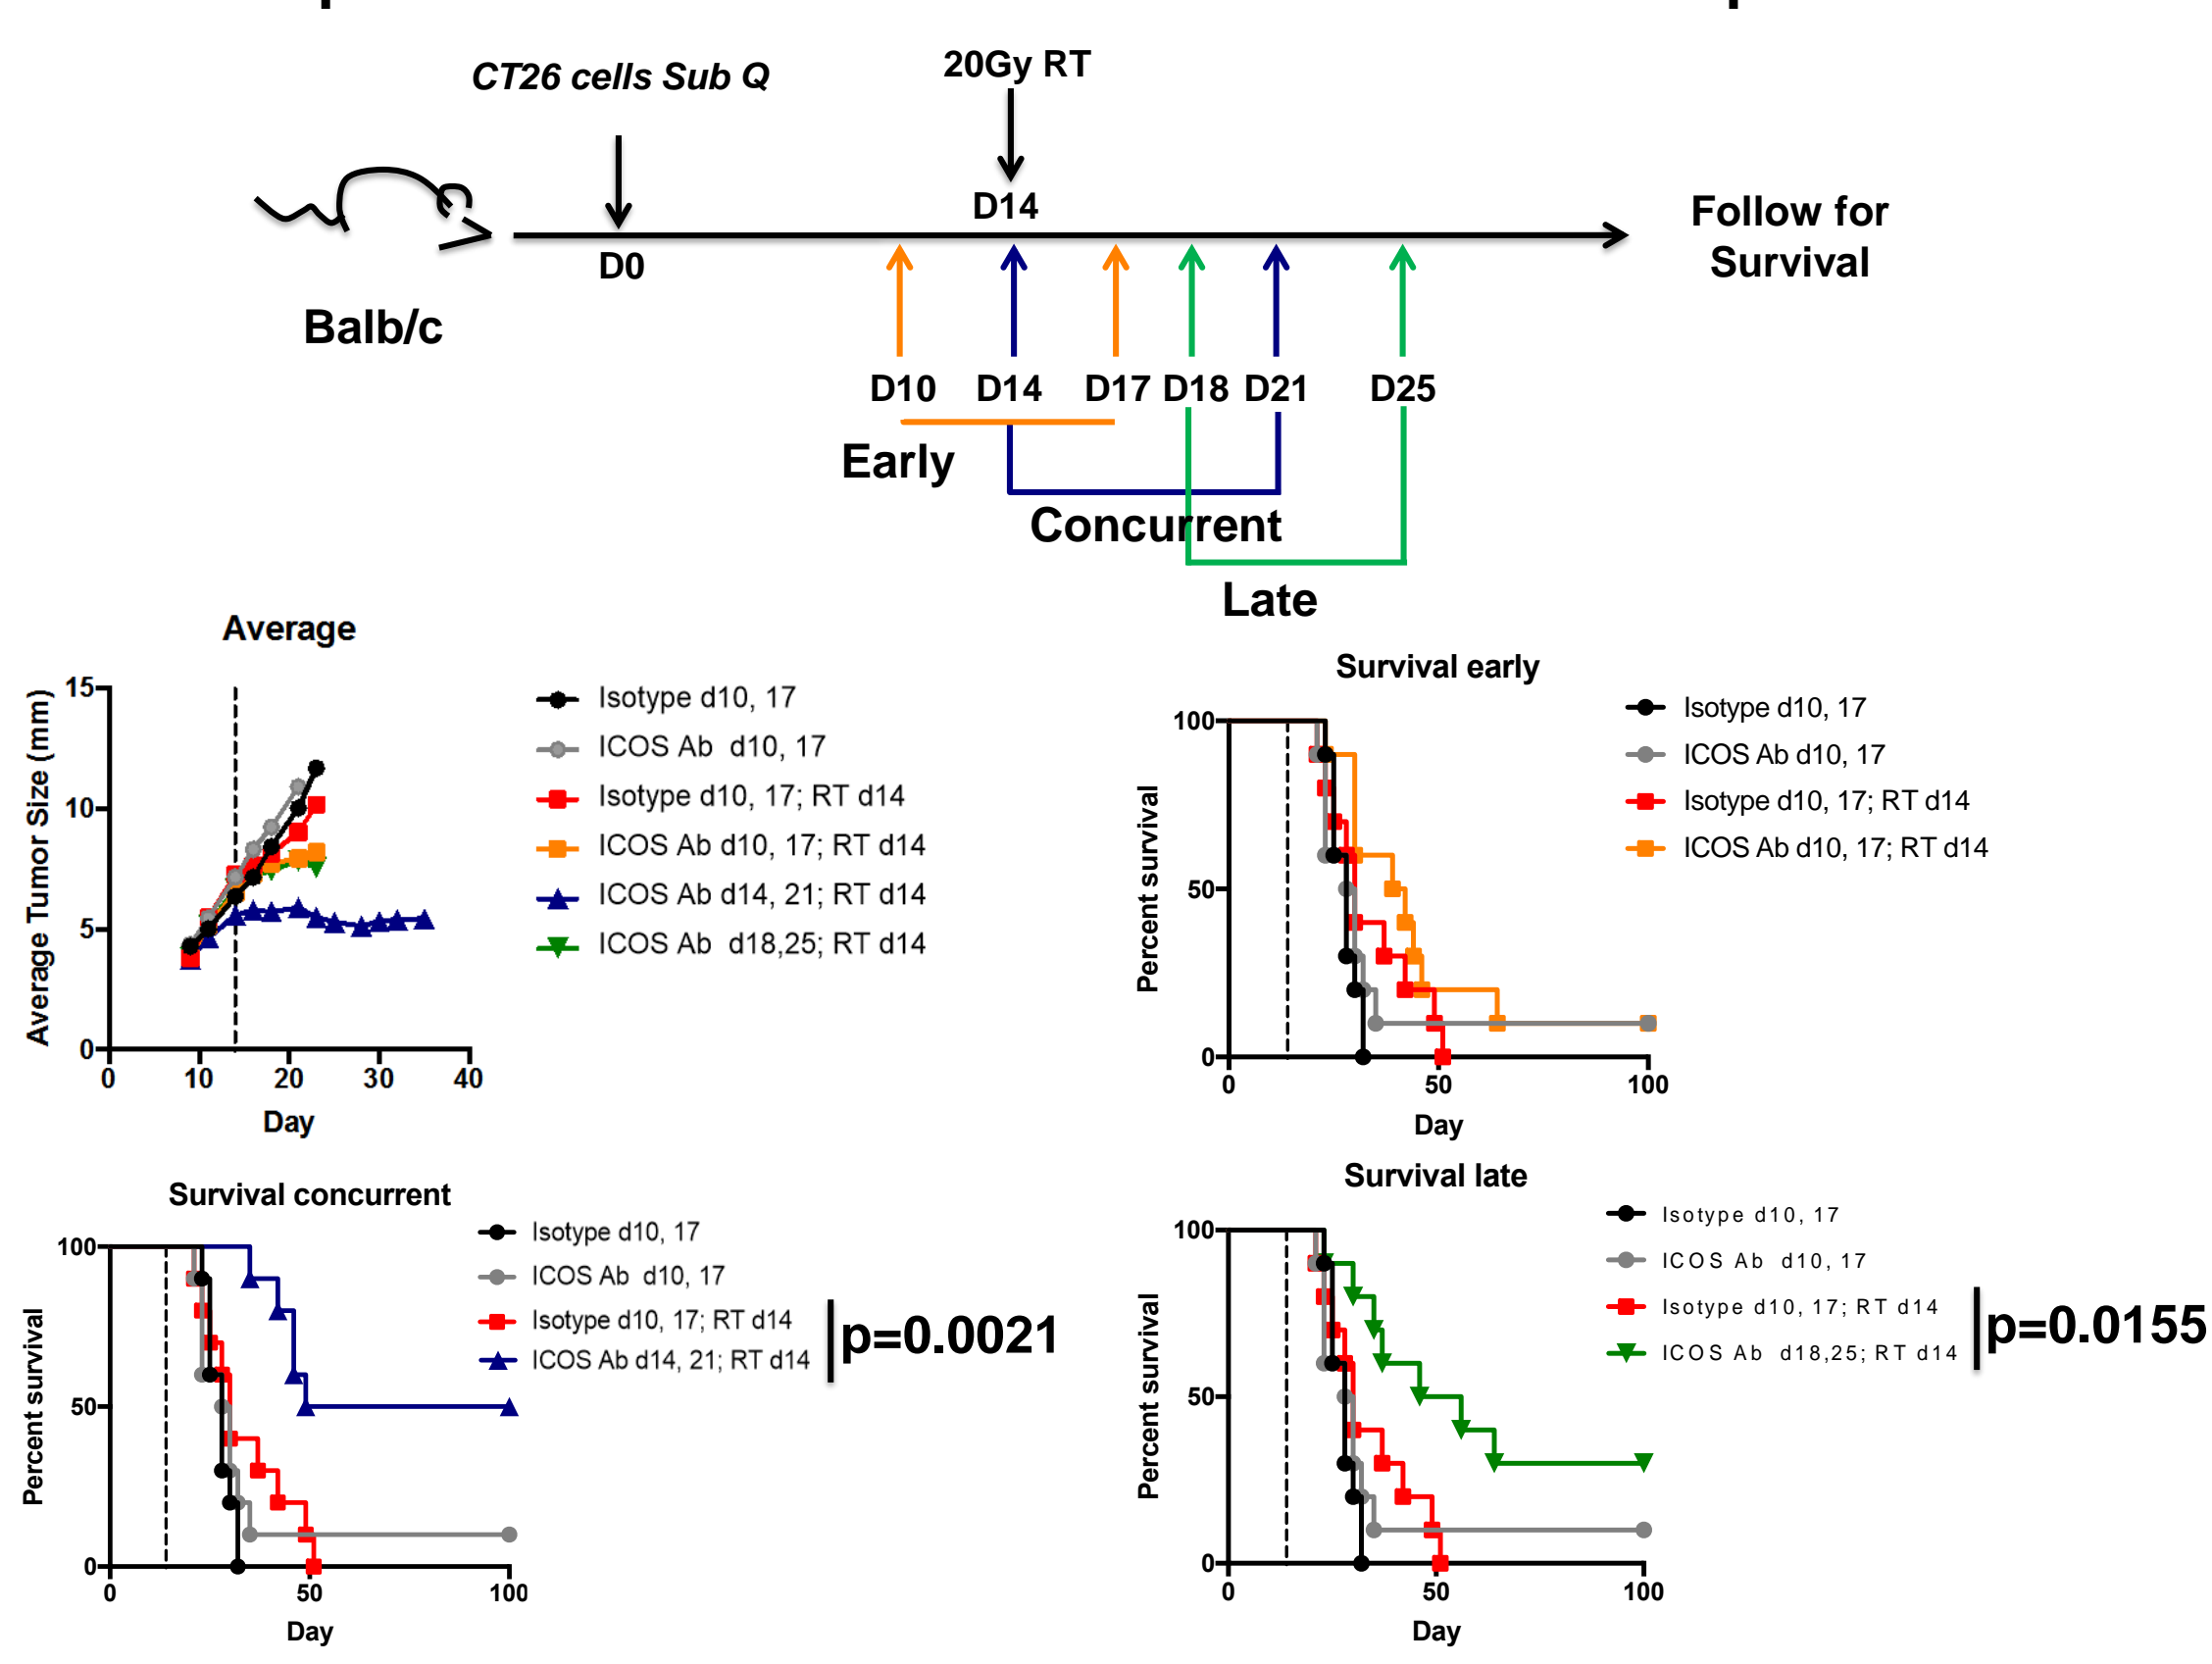 CT26 cells Sub Q
20Gy RT
D14
D0
Follow for
Survival
Balb/c
D10 D14 D17 D18 D21 D25
Early
Concurrent
Late
Average
15
10
5
0
0 10 20 30 40
Average Tumor Size (mm)
Day
Isotype d10, 17
ICOS Ab d10, 17
Isotype d10, 17; RT d14
ICOS Ab d10, 17; RT d14
ICOS Ab d14, 21; RT d14
ICOS Ab d18,25; RT d14
Survival early
100
50
0
0 50 100
Percent survival
Day
Isotype d10, 17
ICOS Ab d10, 17
Isotype d10, 17; RT d14
ICOS Ab d10, 17; RT d14
Survival concurrent
100
50
0
0 50 100
Percent survival
Day
Isotype d10, 17
ICOS Ab d10, 17
Isotype d10, 17; RT d14
ICOS Ab d14, 21; RT d14
p=0.0021
Survival late
100
50
0
0 50 100
Percent survival
Day
Isotype d10, 17
ICOS Ab d10, 17
Isotype d10, 17; RT d14
ICOS Ab d18,25; RT d14
p=0.0155